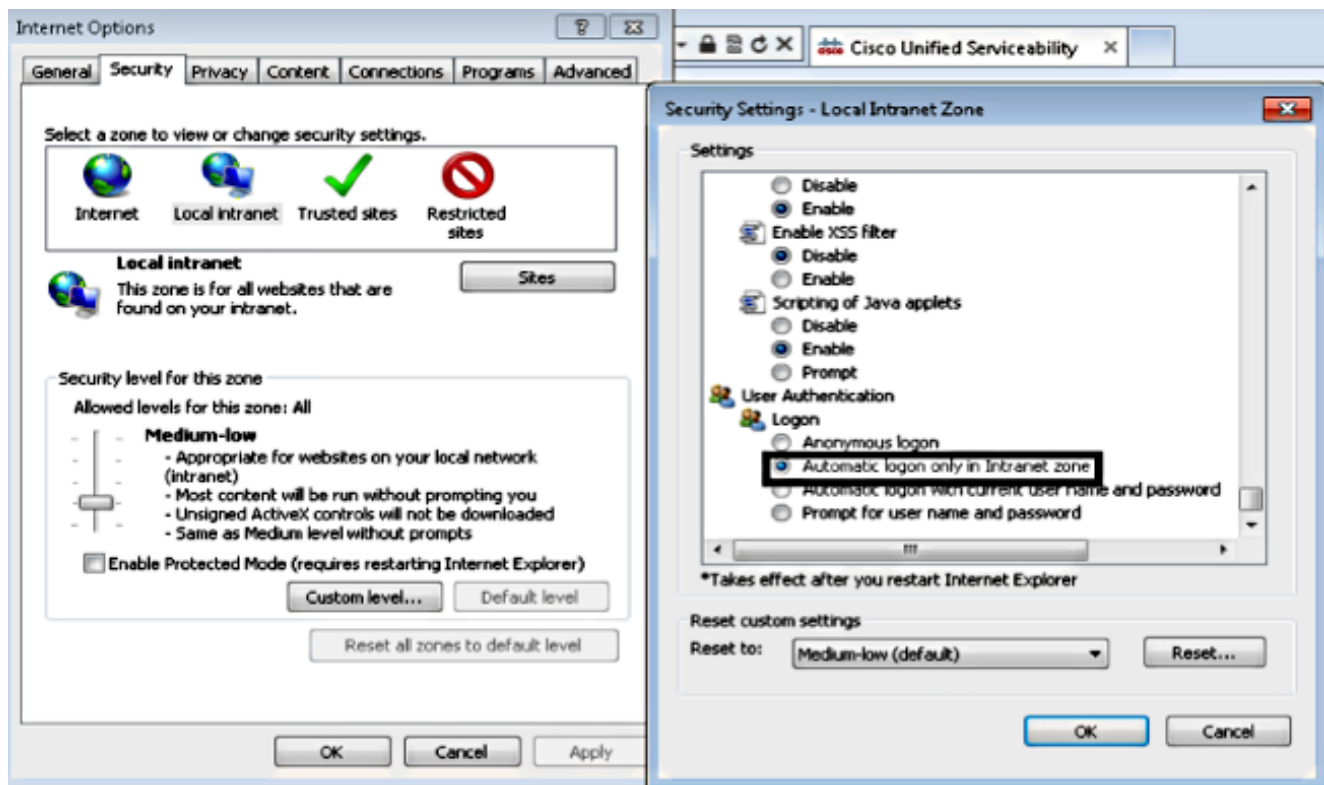 Internet Options
General Security Privacy Content Connections Programs Advanced
Select a zone to view or change security settings.
Internet Local intranet Trusted sites Restricted
sites
Local intranet
This zone is for all websites that are
found on your intranet.
Sites
Security level for this zone
Allowed levels for this zone: All
Medium-low
- Appropriate for websites on your local network
(intranet)
- Most content will be run without prompting you
- Unsigned ActiveX controls will not be downloaded
- Same as Medium level without prompts
Enable Protected Mode (requires restarting Internet Explorer)
Custom level... Default level
Reset all zones to default level
OK Cancel Apply
Cisco Unified Serviceability
Security Settings - Local Intranet Zone
Settings
Disable
Enable
Enable XSS filter
Disable
Enable
Scripting of Java applets
Disable
Enable
Prompt
User Authentication
Logon
Anonymous logon
Automatic logon only in Intranet zone
Automatic logon with current user name and password
Prompt for user name and password
*Takes effect after you restart Internet Explorer
Reset custom settings
Reset to: Medium-low (default) Reset...
OK Cancel